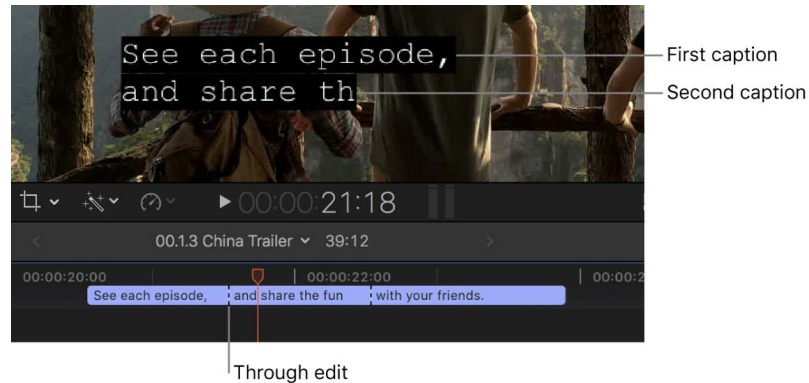 See each episode,
First caption
and share th
Second caption
00:00:21:18
00.1.3 China Trailer 39:12
00:00:20:00
00:00:22:00
00:00:2
See each episode,
and share the fun
with your friends.
Through edit